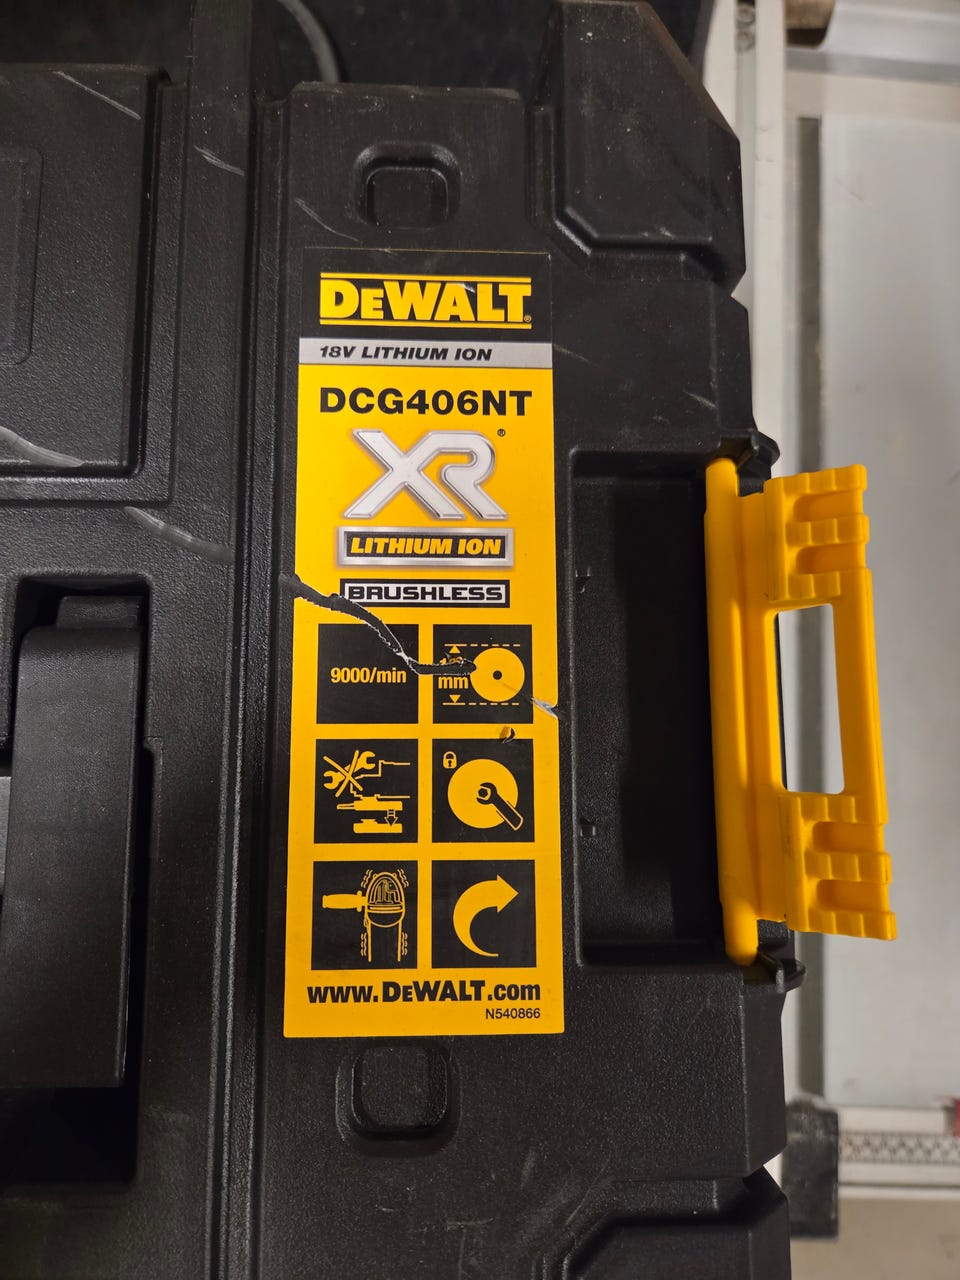 DEWALT®
18V LITHIUM ION
DCG406NT
XR®
LITHIUM ION
BRUSHLESS
9000/min
mm
www.DEWALT.com
N540866